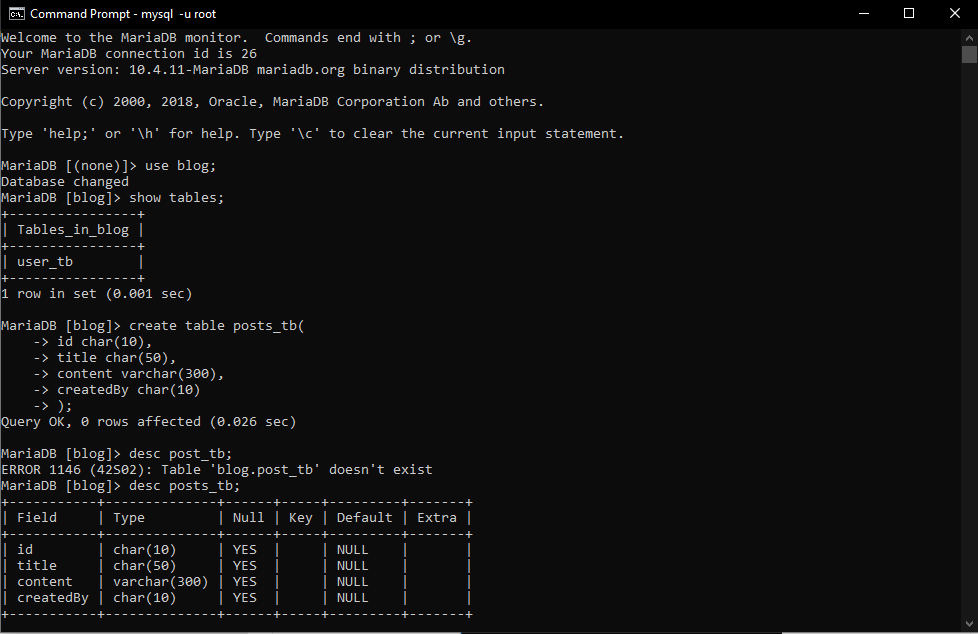 Command Prompt - mysql  -u root
Welcome to the MariaDB monitor.  Commands end with ; or \g.
Your MariaDB connection id is 26
Server version: 10.4.11-MariaDB mariadb.org binary distribution

Copyright (c) 2000, 2018, Oracle, MariaDB Corporation Ab and others.

Type 'help;' or '\h' for help. Type '\c' to clear the current input statement.

MariaDB [(none)]> use blog;
Database changed
MariaDB [blog]> show tables;
+----------------+
| Tables_in_blog |
+----------------+
| user_tb        |
+----------------+
1 row in set (0.001 sec)

MariaDB [blog]> create table posts_tb(
    -> id char(10),
    -> title char(50),
    -> content varchar(300),
    -> createdBy char(10)
    -> );
Query OK, 0 rows affected (0.026 sec)

MariaDB [blog]> desc post_tb;
ERROR 1146 (42S02): Table 'blog.post_tb' doesn't exist
MariaDB [blog]> desc posts_tb;
+-----------+--------------+------+-----+---------+-------+
| Field     | Type         | Null | Key | Default | Extra |
+-----------+--------------+------+-----+---------+-------+
| id        | char(10)     | YES  |     | NULL    |       |
| title     | char(50)     | YES  |     | NULL    |       |
| content   | varchar(300) | YES  |     | NULL    |       |
| createdBy | char(10)     | YES  |     | NULL    |       |
+-----------+--------------+------+-----+---------+-------+